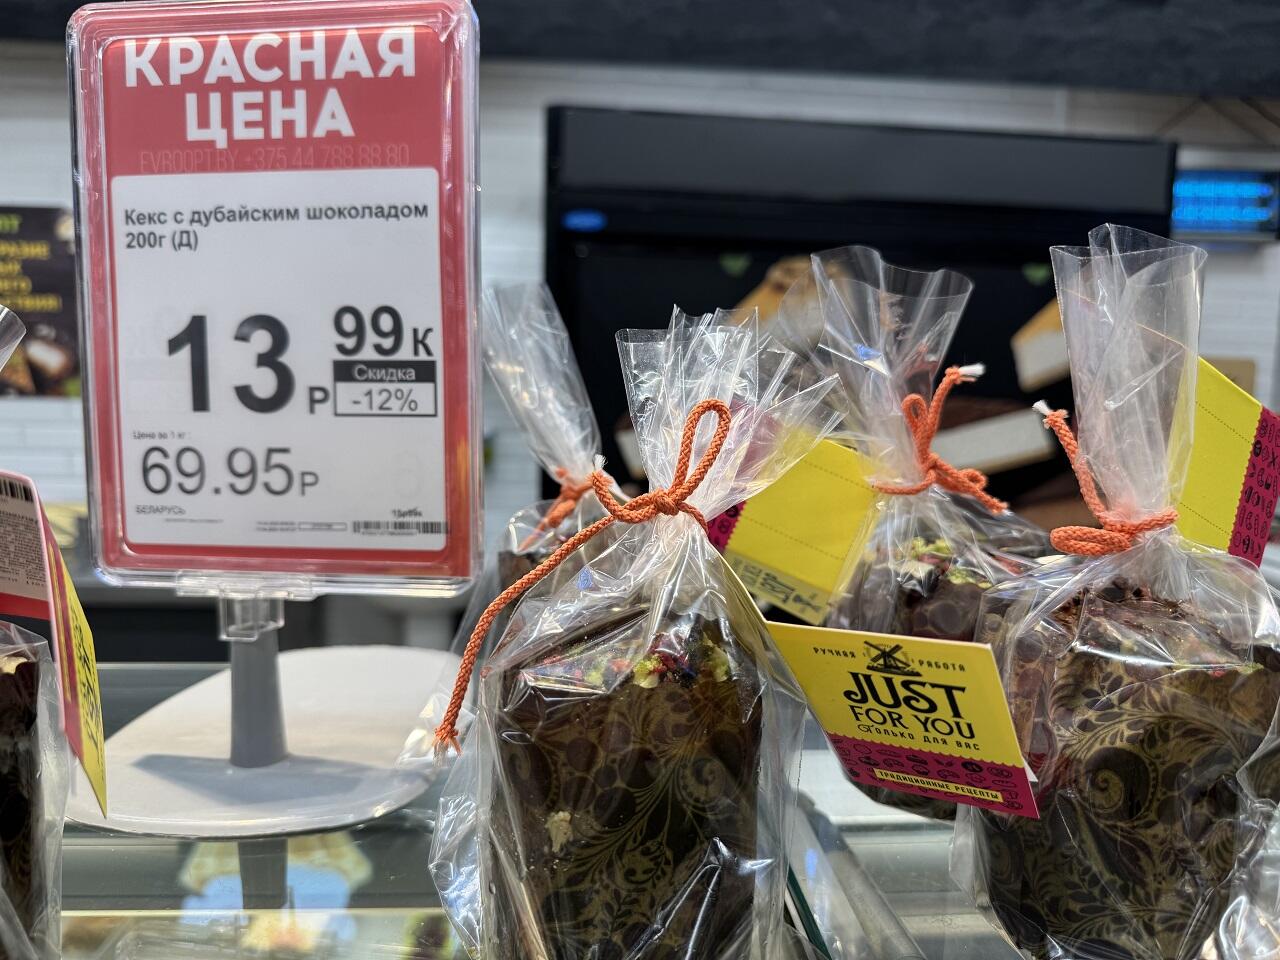 КРАСНАЯ
ЦЕНА
EVROOPT.BY +375 44 788 88 80
Кекс с дубайским шоколадом
200г (Д)
13 Р 99 К
Скидка
-12%
Цена за 1 кг:
69.95 Р
БЕЛАРУСЬ
15р99к
РУЧНАЯ РАБОТА
JUST
FOR YOU
ТОЛЬКО ДЛЯ ВАС
ТРАДИЦИОННЫЕ РЕЦЕПТЫ